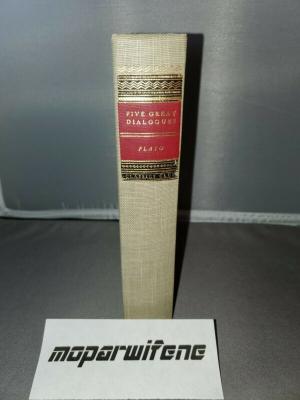 FIVE GREAT
DIALOGUES
PLATO
CLASSICS CLUB
moparwifene